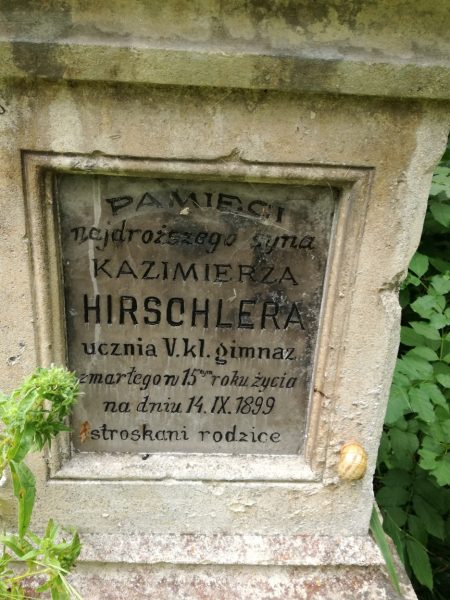 PAMIĘCI
najdroższego syna
KAZIMIERZA
HIRSCHLERA
ucznia V. kl. gimnaz.
zmarłego w 15tym roku życia
na dniu 14. IX. 1899
stroskani rodzice